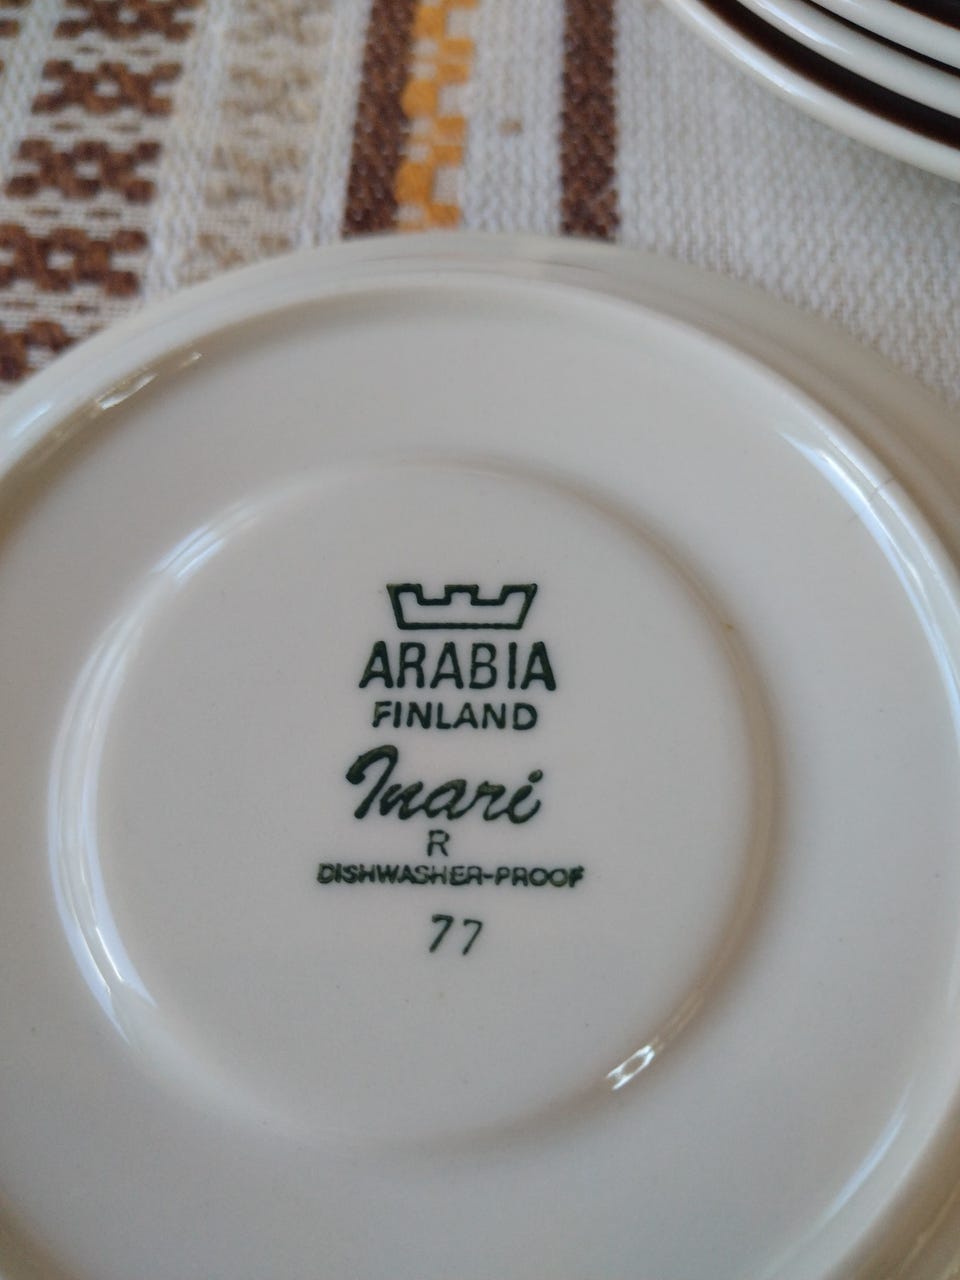 ARABIA
FINLAND
Inari
R
DISHWASHER-PROOF
77